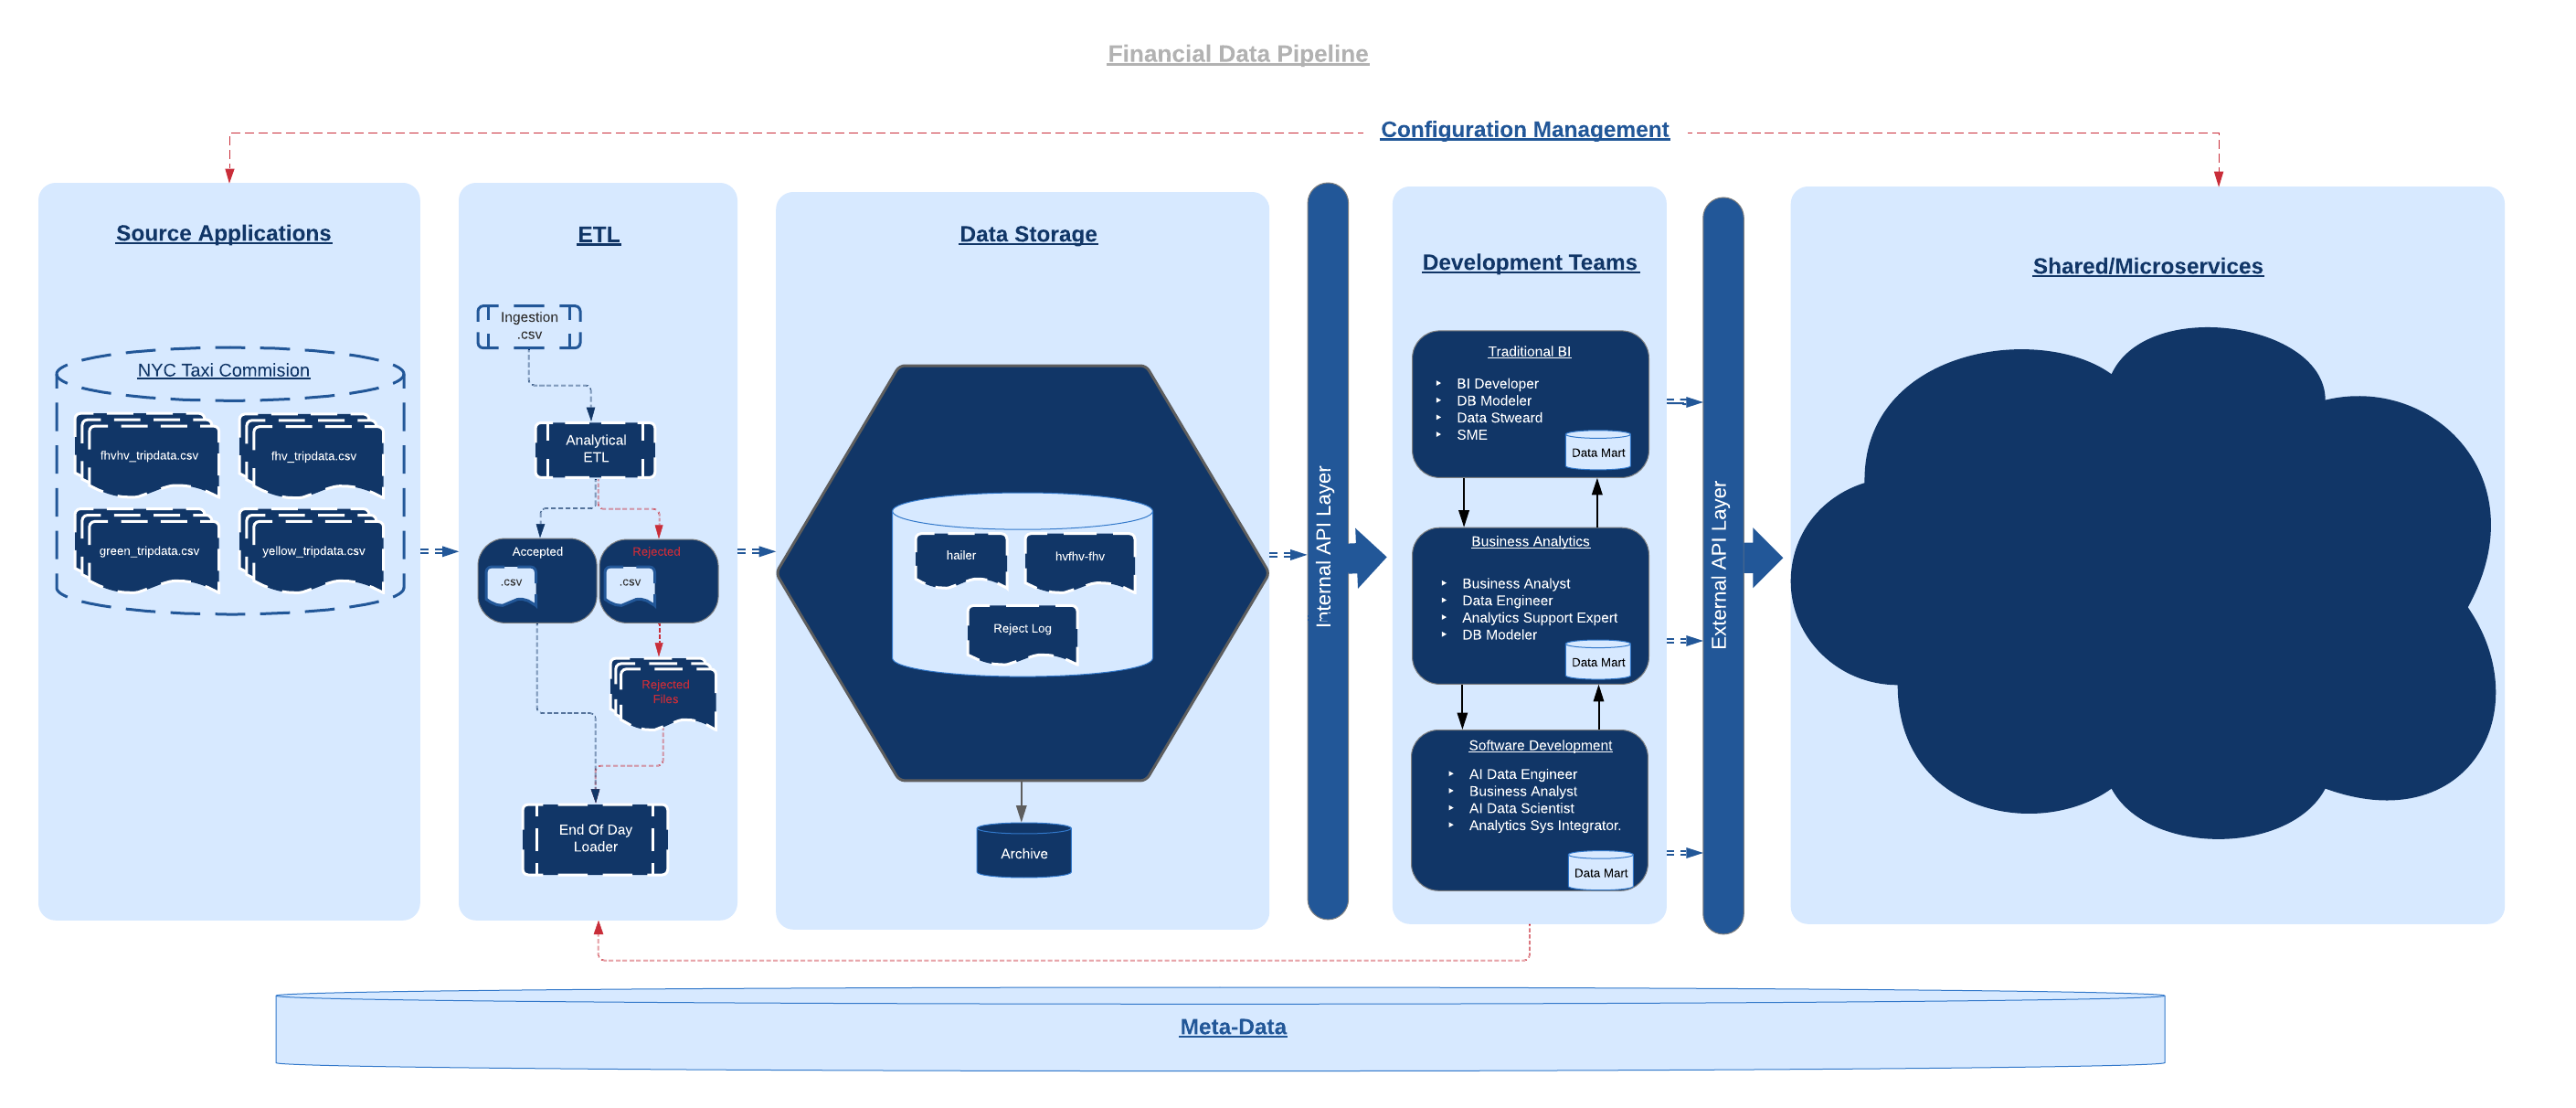 Financial Data Pipeline
Configuration Management
Source Applications
NYC Taxi Commision
fhvhv_tripdata.csv
fhv_tripdata.csv
green_tripdata.csv
yellow_tripdata.csv
ETL
Ingestion
.csv
Analytical
ETL
Accepted
.csv
Rejected
.csv
Rejected
Files
End Of Day
Loader
Data Storage
hailer
hvfhv-fhv
Reject Log
Archive
Internal API Layer
Development Teams
Traditional BI
BI Developer
DB Modeler
Data Stweard
SME
Data Mart
Business Analytics
Business Analyst
Data Engineer
Analytics Support Expert
DB Modeler
Data Mart
Software Development
AI Data Engineer
Business Analyst
AI Data Scientist
Analytics Sys Integrator.
Data Mart
External API Layer
Shared/Microservices
Meta-Data